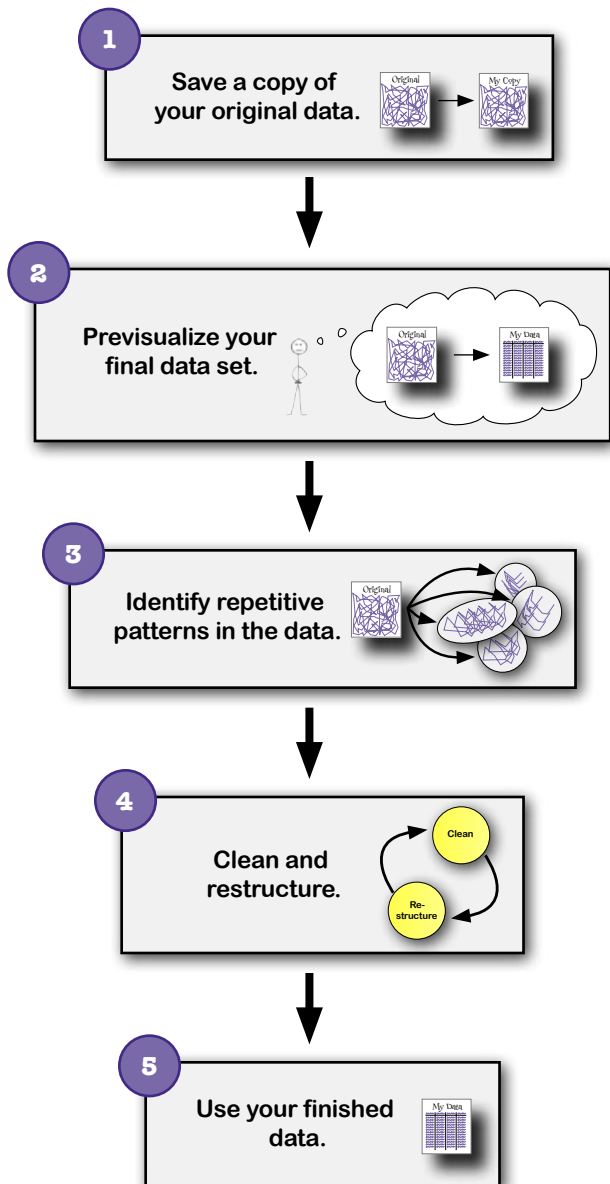 1
Save a copy of
your original data.
Original
My Copy
2
Previsualize your
final data set.
Original
My Data
3
Identify repetitive
patterns in the data.
Original
4
Clean and
restructure.
Clean
Re-
structure
5
Use your finished
data.
My Data